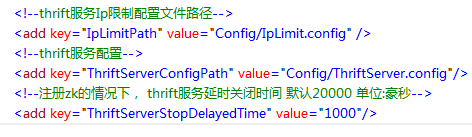 <!--thrift服务Ip限制配置文件路径-->
<add key="IpLimitPath" value="Config/IpLimit.config" />
<!--thrift服务配置-->
<add key="ThriftServerConfigPath" value="Config/ThriftServer.config"/>
<!--注册zk的情况下，thrift服务延时关闭时间 默认20000 单位:豪秒-->
<add key="ThriftServerStopDelayedTime" value="1000"/>